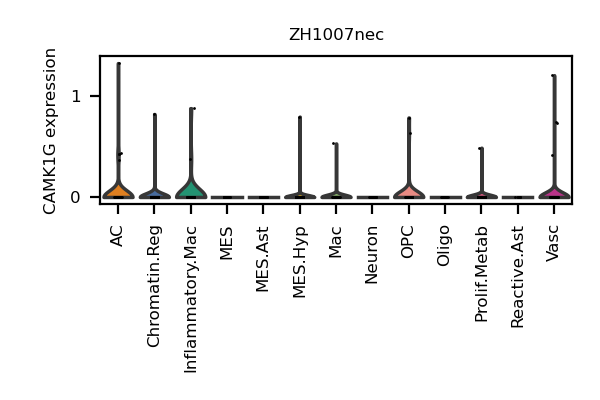 ZH1007nec
CAMK1G expression
1
0
AC
Chromatin.Reg
Inflammatory.Mac
MES
MES.Ast
MES.Hyp
Mac
Neuron
OPC
Oligo
Prolif.Metab
Reactive.Ast
Vasc